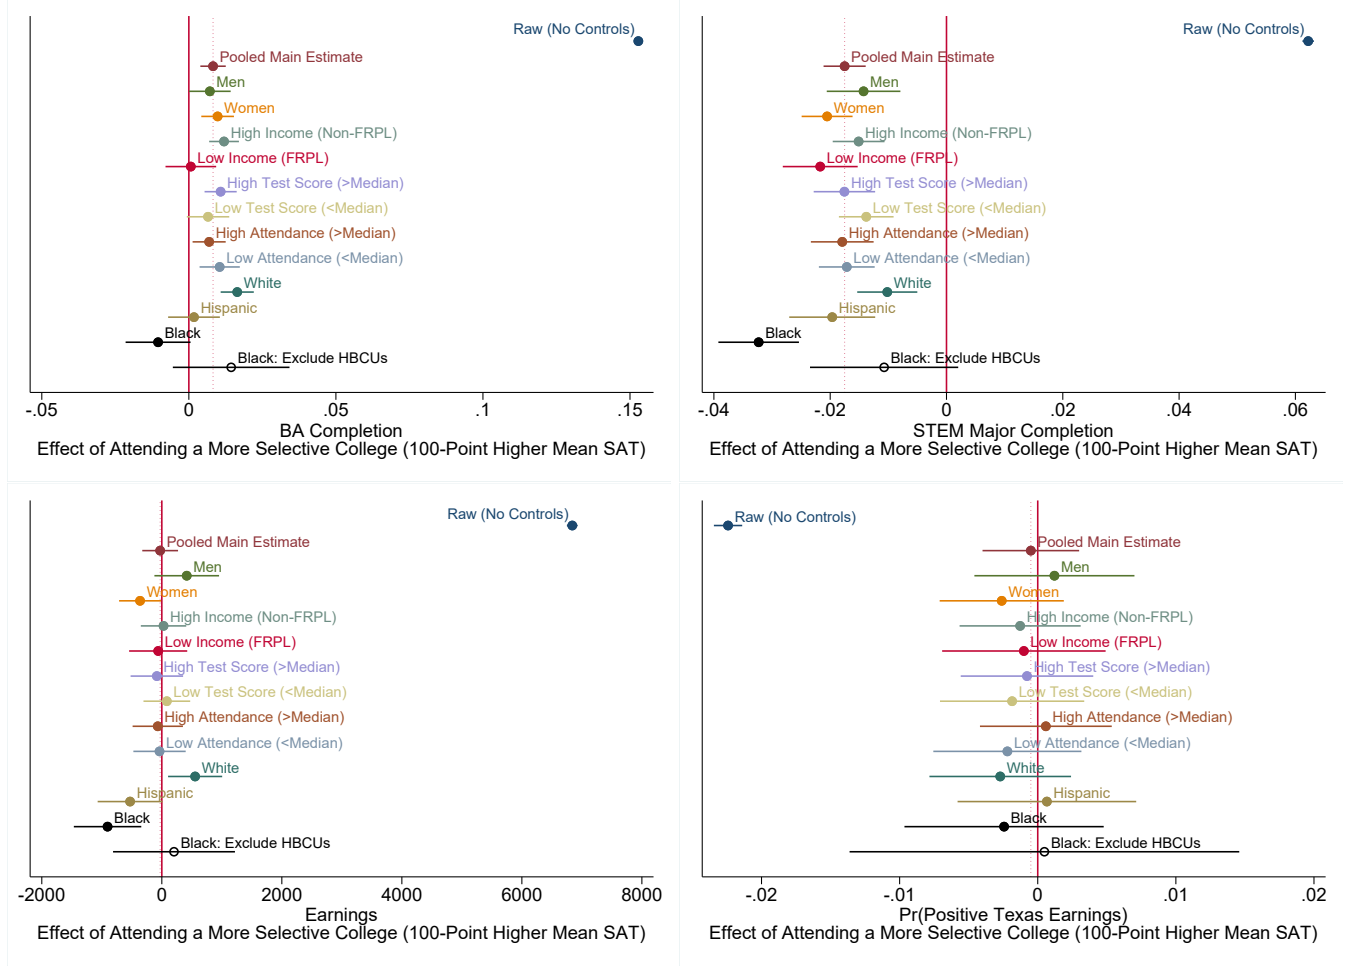 Raw (No Controls)
Pooled Main Estimate
Men
Women
High Income (Non-FRPL)
Low Income (FRPL)
High Test Score (>Median)
Low Test Score (<Median)
High Attendance (>Median)
Low Attendance (<Median)
White
Hispanic
Black
Black: Exclude HBCUs
-.05 0 .05 .1 .15
BA Completion
Effect of Attending a More Selective College (100-Point Higher Mean SAT)
Raw (No Controls)
Pooled Main Estimate
Men
Women
High Income (Non-FRPL)
Low Income (FRPL)
High Test Score (>Median)
Low Test Score (<Median)
High Attendance (>Median)
Low Attendance (<Median)
White
Hispanic
Black
Black: Exclude HBCUs
-.04 -.02 0 .02 .04 .06
STEM Major Completion
Effect of Attending a More Selective College (100-Point Higher Mean SAT)
Raw (No Controls)
Pooled Main Estimate
Men
Women
High Income (Non-FRPL)
Low Income (FRPL)
High Test Score (>Median)
Low Test Score (<Median)
High Attendance (>Median)
Low Attendance (<Median)
White
Hispanic
Black
Black: Exclude HBCUs
-2000 0 2000 4000 6000 8000
Earnings
Effect of Attending a More Selective College (100-Point Higher Mean SAT)
Raw (No Controls)
Pooled Main Estimate
Men
Women
High Income (Non-FRPL)
Low Income (FRPL)
High Test Score (>Median)
Low Test Score (<Median)
High Attendance (>Median)
Low Attendance (<Median)
White
Hispanic
Black
Black: Exclude HBCUs
-.02 -.01 0 .01 .02
Pr(Positive Texas Earnings)
Effect of Attending a More Selective College (100-Point Higher Mean SAT)